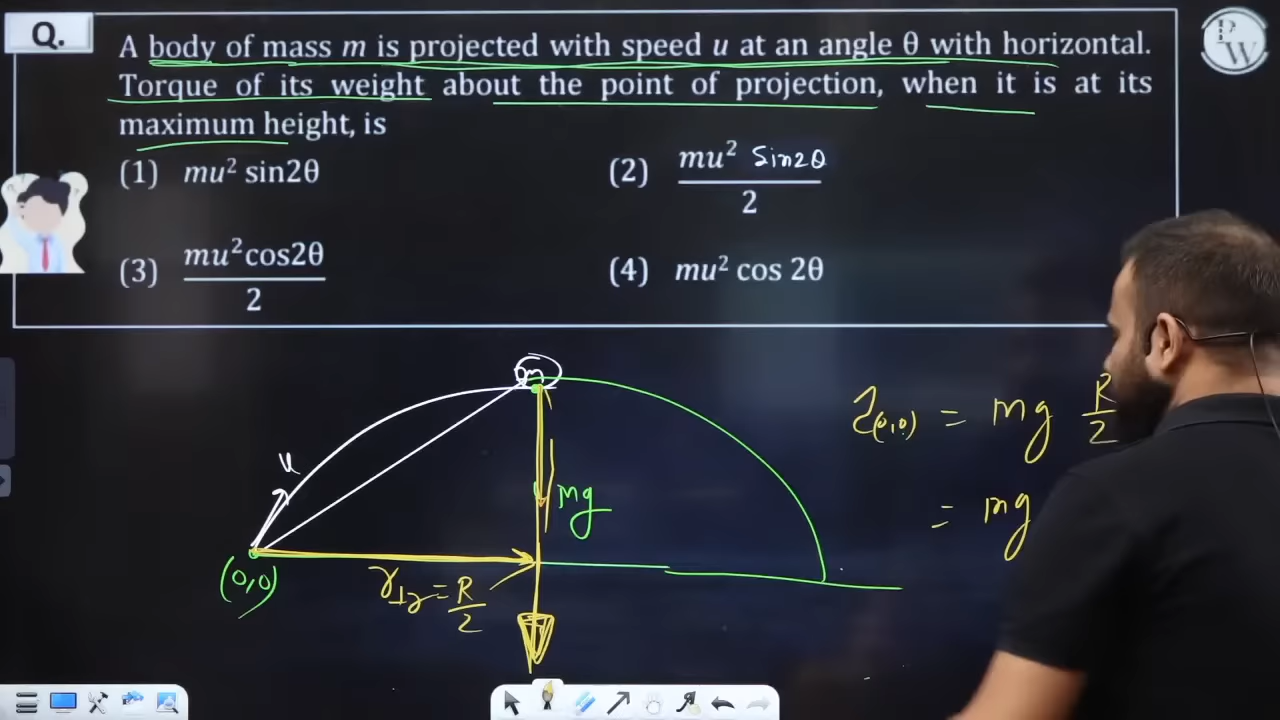 Q.
A body of mass m is projected with speed u at an angle θ with horizontal.
Torque of its weight about the point of projection, when it is at its
maximum height, is
(1) mu² sin2θ
(2) mu² Sin2θ / 2
(3) mu²cos2θ / 2
(4) mu² cos 2θ
PW
m
u
mg
(0,0)
r⊥r = R/2
τ(0,0) = mg R/2
= mg